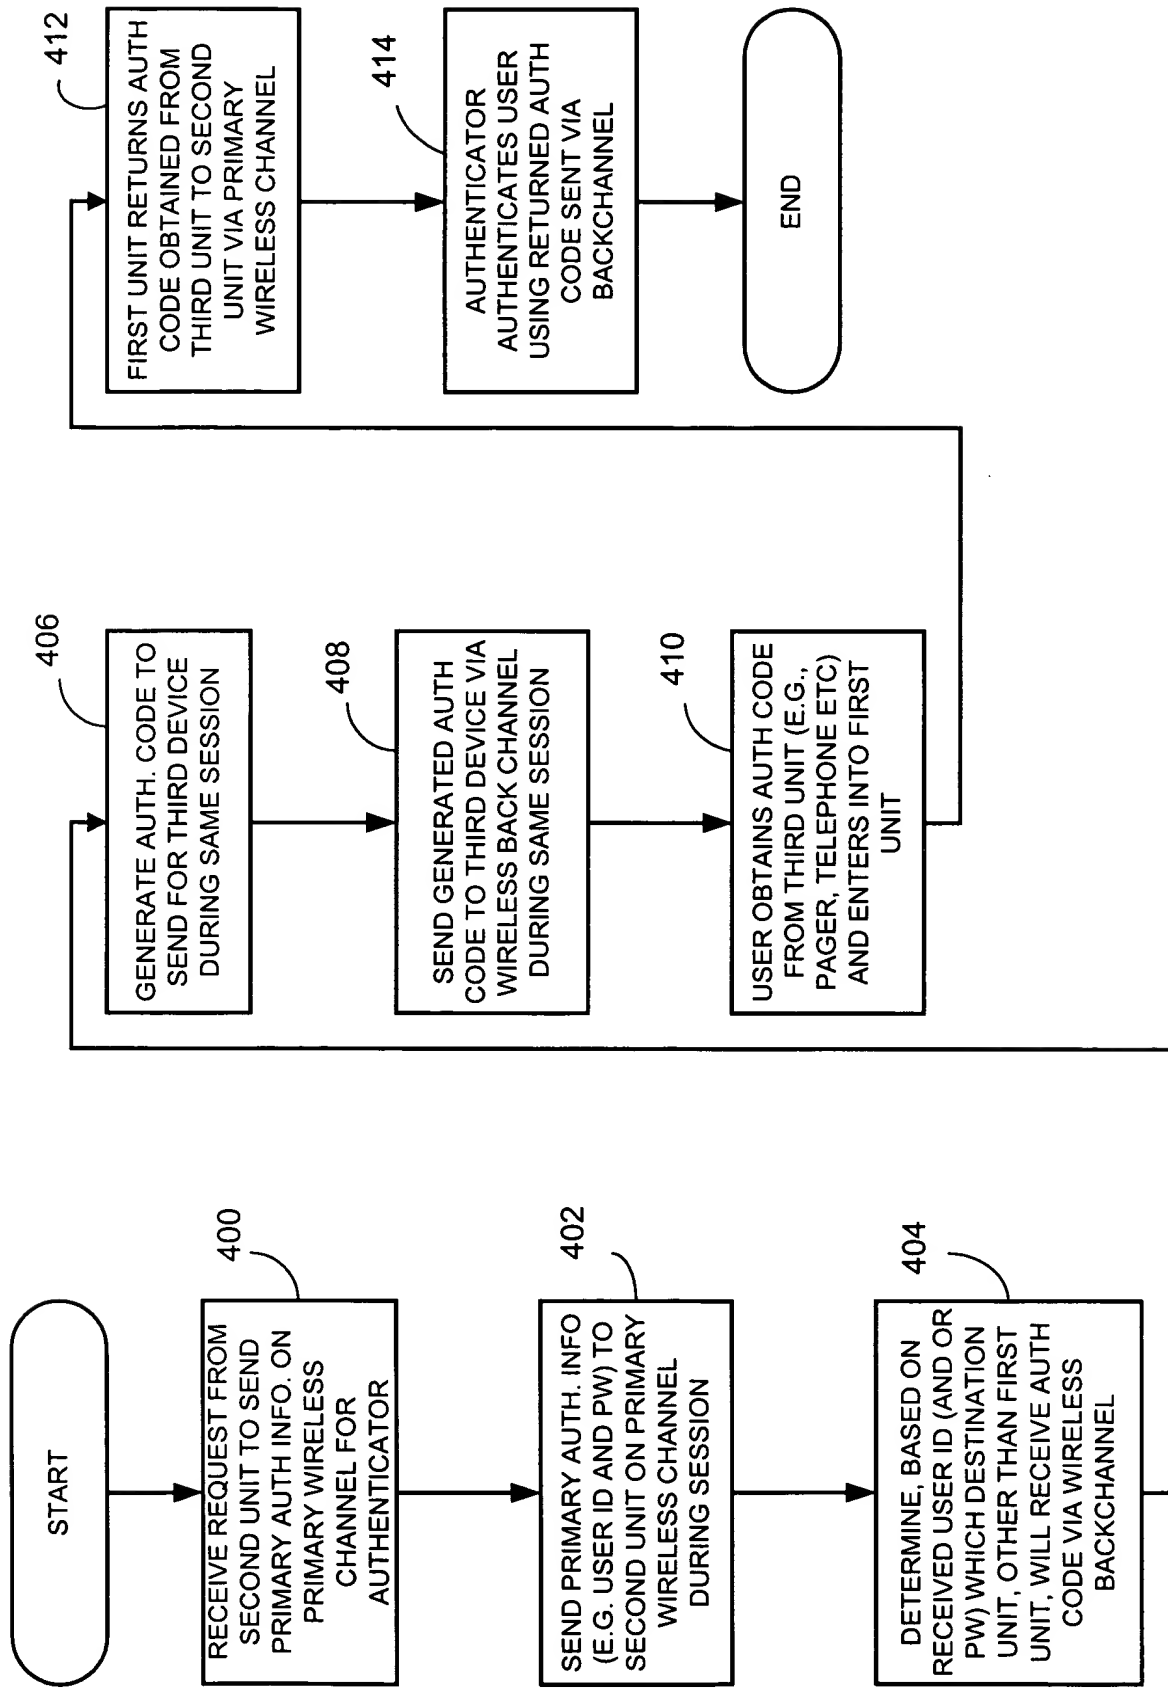 START
400
RECEIVE REQUEST FROM
SECOND UNIT TO SEND
PRIMARY AUTH INFO. ON
PRIMARY WIRELESS
CHANNEL FOR
AUTHENTICATOR
402
SEND PRIMARY AUTH. INFO
(E.G. USER ID AND PW) TO
SECOND UNIT ON PRIMARY
WIRELESS CHANNEL
DURING SESSION
404
DETERMINE, BASED ON
RECEIVED USER ID (AND OR
PW) WHICH DESTINATION
UNIT, OTHER THAN FIRST
UNIT, WILL RECEIVE AUTH
CODE VIA WIRELESS
BACKCHANNEL
406
GENERATE AUTH. CODE TO
SEND FOR THIRD DEVICE
DURING SAME SESSION
408
SEND GENERATED AUTH
CODE TO THIRD DEVICE VIA
WIRELESS BACK CHANNEL
DURING SAME SESSION
410
USER OBTAINS AUTH CODE
FROM THIRD UNIT (E.G.,
PAGER, TELEPHONE ETC)
AND ENTERS INTO FIRST
UNIT
412
FIRST UNIT RETURNS AUTH
CODE OBTAINED FROM
THIRD UNIT TO SECOND
UNIT VIA PRIMARY
WIRELESS CHANNEL
414
AUTHENTICATOR
AUTHENTICATES USER
USING RETURNED AUTH
CODE SENT VIA
BACKCHANNEL
END